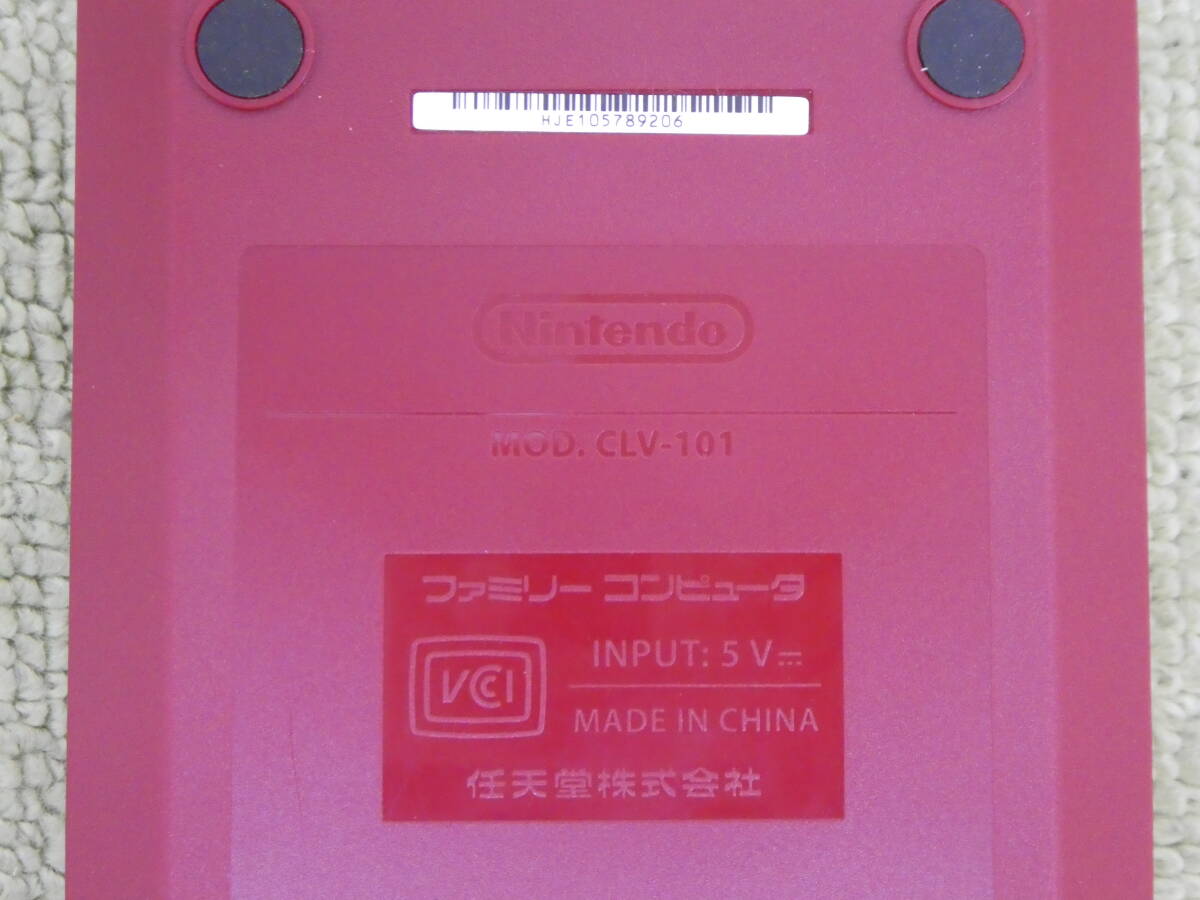 HJE105789206
Nintendo
MOD. CLV-101
ファミリーコンピュータ
VCCI
INPUT: 5 V⎓
MADE IN CHINA
任天堂株式会社